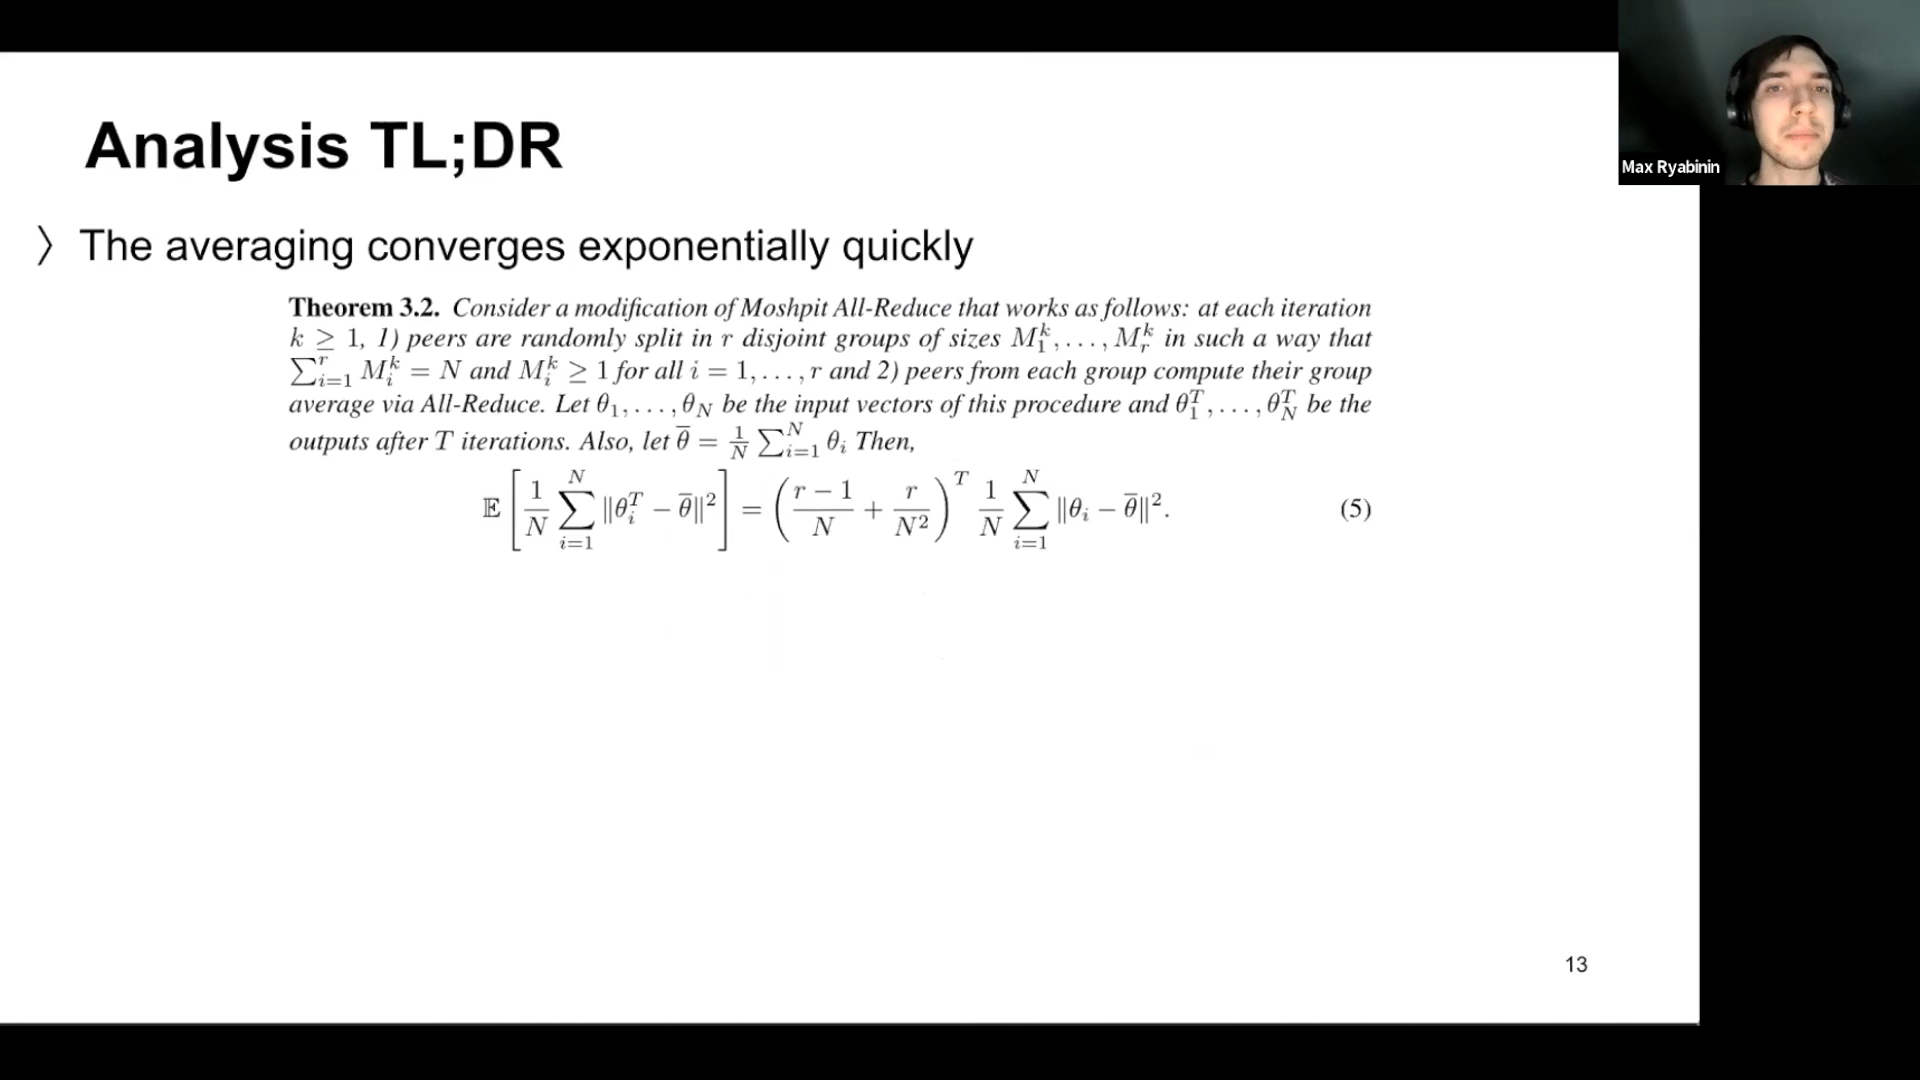 Analysis TL;DR
Max Ryabinin
〉 The averaging converges exponentially quickly
Theorem 3.2. Consider a modification of Moshpit All-Reduce that works as follows: at each iteration
k ≥ 1, 1) peers are randomly split in r disjoint groups of sizes M_1^k, . . . , M_r^k in such a way that
∑_{i=1}^r M_i^k = N and M_i^k ≥ 1 for all i = 1, . . . , r and 2) peers from each group compute their group
average via All-Reduce. Let θ_1, . . . , θ_N be the input vectors of this procedure and θ_1^T, . . . , θ_N^T be the
outputs after T iterations. Also, let θ̄ = \frac{1}{N} ∑_{i=1}^N θ_i Then,
𝔼 [ \frac{1}{N} ∑_{i=1}^N ‖θ_i^T − θ̄‖^2 ] = ( \frac{r − 1}{N} + \frac{r}{N^2} )^T \frac{1}{N} ∑_{i=1}^N ‖θ_i − θ̄‖^2. (5)
13